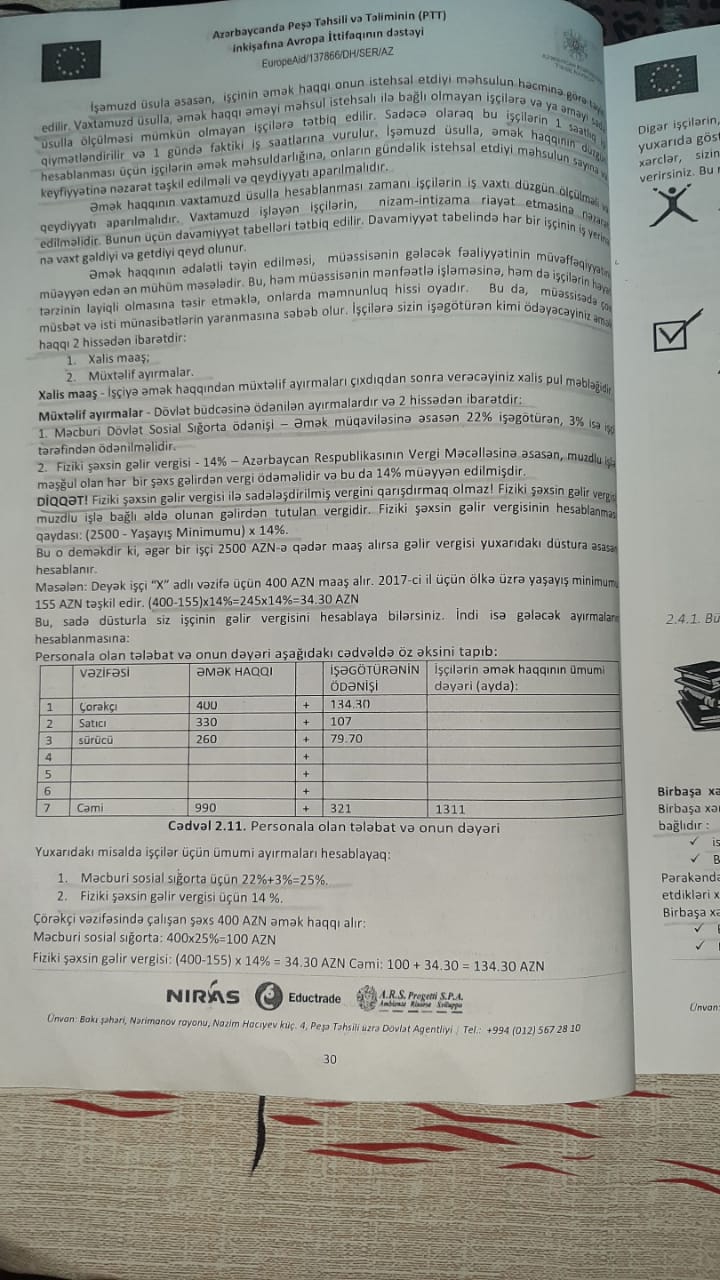 Azərbaycanda Peşə Təhsili və Təliminin (PTT)
inkişafına Avropa İttifaqının dəstəyi
EuropeAid/137866/DH/SER/AZ
İşəmuzd üsula əsasən, işçinin əmək haqqı onun istehsal etdiyi məhsulun həcminə görə
edilir. Vaxtamuzd üsulla, əmək haqqı əməyi məhsul istehsalı ilə bağlı olmayan işçilərə və ya əməyi
üsulla ölçülməsi mümkün olmayan işçilərə tətbiq edilir. Sadəcə olaraq bu işçilərin 1 saatlıq
qiymətləndirilir və 1 gündə faktiki iş saatlarına vurulur. İşəmuzd üsulla, əmək haqqının düzgün
hesablanması üçün işçilərin əmək məhsuldarlığına, onların gündəlik istehsal etdiyi məhsulun sayına və
keyfiyyətinə nəzarət təşkil edilməli və qeydiyyatı aparılmalıdır.
Əmək haqqının vaxtamuzd üsulla hesablanması zamanı işçilərin iş vaxtı düzgün ölçülməli və
qeydiyyatı aparılmalıdır. Vaxtamuzd işləyən işçilərin, nizam-intizama riayət etməsinə nəzarət
edilməlidir. Bunun üçün davamiyyət tabelləri tətbiq edilir. Davamiyyət tabelində hər bir işçinin iş yerinə
nə vaxt gəldiyi və getdiyi qeyd olunur.
Əmək haqqının ədalətli təyin edilməsi, müəssisənin gələcək fəaliyyətinin müvəffəqiyyətini
müəyyən edən ən mühüm məsələdir. Bu, həm müəssisənin mənfəətlə işləməsinə, həm də işçilərin həyat
tərzinin layiqli olmasına təsir etməklə, onlarda məmnunluq hissi oyadır. Bu da, müəssisədə çox
müsbət və isti münasibətlərin yaranmasına səbəb olur. İşçilərə sizin işəgötürən kimi ödəyəcəyiniz əmək
haqqı 2 hissədən ibarətdir:
1. Xalis maaş;
2. Müxtəlif ayırmalar.
Xalis maaş - İşçiyə əmək haqqından müxtəlif ayırmaları çıxdıqdan sonra verəcəyiniz xalis pul məbləğidir.
Müxtəlif ayırmalar - Dövlət büdcəsinə ödənilən ayırmalardır və 2 hissədən ibarətdir:
1. Məcburi Dövlət Sosial Sığorta ödənişi – Əmək müqaviləsinə əsasən 22% işəgötürən, 3% isə işçi
tərəfindən ödənilməlidir.
2. Fiziki şəxsin gəlir vergisi - 14% – Azərbaycan Respublikasının Vergi Məcəlləsinə əsasən, muzdlu işlə
məşğul olan hər bir şəxs gəlirdən vergi ödəməlidir və bu da 14% müəyyən edilmişdir.
DİQQƏT! Fiziki şəxsin gəlir vergisi ilə sadələşdirilmiş vergini qarışdırmaq olmaz! Fiziki şəxsin gəlir vergisi
muzdlu işlə bağlı əldə olunan gəlirdən tutulan vergidir. Fiziki şəxsin gəlir vergisinin hesablanması
qaydası: (2500 - Yaşayış Minimumu) x 14%.
Bu o deməkdir ki, əgər bir işçi 2500 AZN-ə qədər maaş alırsa gəlir vergisi yuxarıdakı düstura əsasən
hesablanır.
Məsələn: Deyək işçi "X" adlı vəzifə üçün 400 AZN maaş alır. 2017-ci il üçün ölkə üzrə yaşayış minimumu
155 AZN təşkil edir. (400-155)x14%=245x14%=34.30 AZN
Bu, sadə düsturla siz işçinin gəlir vergisini hesablaya bilərsiniz. İndi isə gələcək ayırmaların
hesablanmasına:
Personala olan tələbat və onun dəyəri aşağıdakı cədvəldə öz əksini tapıb:
VƏZİFƏSİ ƏMƏK HAQQI İŞƏGÖTÜRƏNİN ÖDƏNİŞİ İşçilərin əmək haqqının ümumi dəyəri (ayda):
1 Çörəkçi 400 + 134.30
2 Satıcı 330 + 107
3 sürücü 260 + 79.70
4 +
5 +
6 +
7 Cəmi 990 + 321 1311
Cədvəl 2.11. Personala olan tələbat və onun dəyəri
Yuxarıdakı misalda işçilər üçün ümumi ayırmaları hesablayaq:
1. Məcburi sosial sığorta üçün 22%+3%=25%.
2. Fiziki şəxsin gəlir vergisi üçün 14 %.
Çörəkçi vəzifəsində çalışan şəxs 400 AZN əmək haqqı alır:
Məcburi sosial sığorta: 400x25%=100 AZN
Fiziki şəxsin gəlir vergisi: (400-155) x 14% = 34.30 AZN Cəmi: 100 + 34.30 = 134.30 AZN
NIRAS Eductrade A.R.S. Progetti S.P.A.
Ambiente Risorse Sviluppo
Ünvan: Bakı şəhəri, Nərimanov rayonu, Nazim Hacıyev küç. 4, Peşə Təhsili üzrə Dövlət Agentliyi | Tel.: +994 (012) 567 28 10
30
Digər işçilərin,
yuxarıda göst
xərclər, sizin
verirsiniz. Bu
2.4.1. Bü
Birbaşa xə
Birbaşa xər
bağlıdır :
✓ is
✓ B
Pərakəndə
etdikləri x
Birbaşa xə
✓
✓
Ünvan: